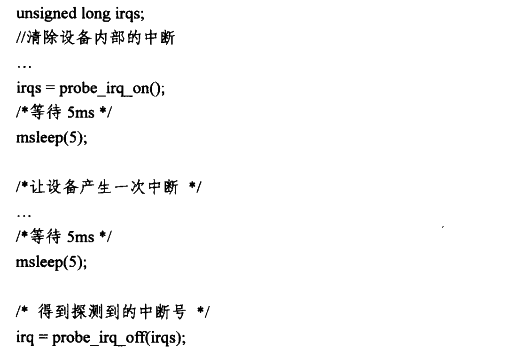 unsigned long irqs;
//清除设备内部的中断
…
irqs = probe_irq_on();
/*等待 5ms */
msleep(5);
/*让设备产生一次中断 */
…
/*等待 5ms */
msleep(5);
/* 得到探测到的中断号 */
irq = probe_irq_off(irqs);